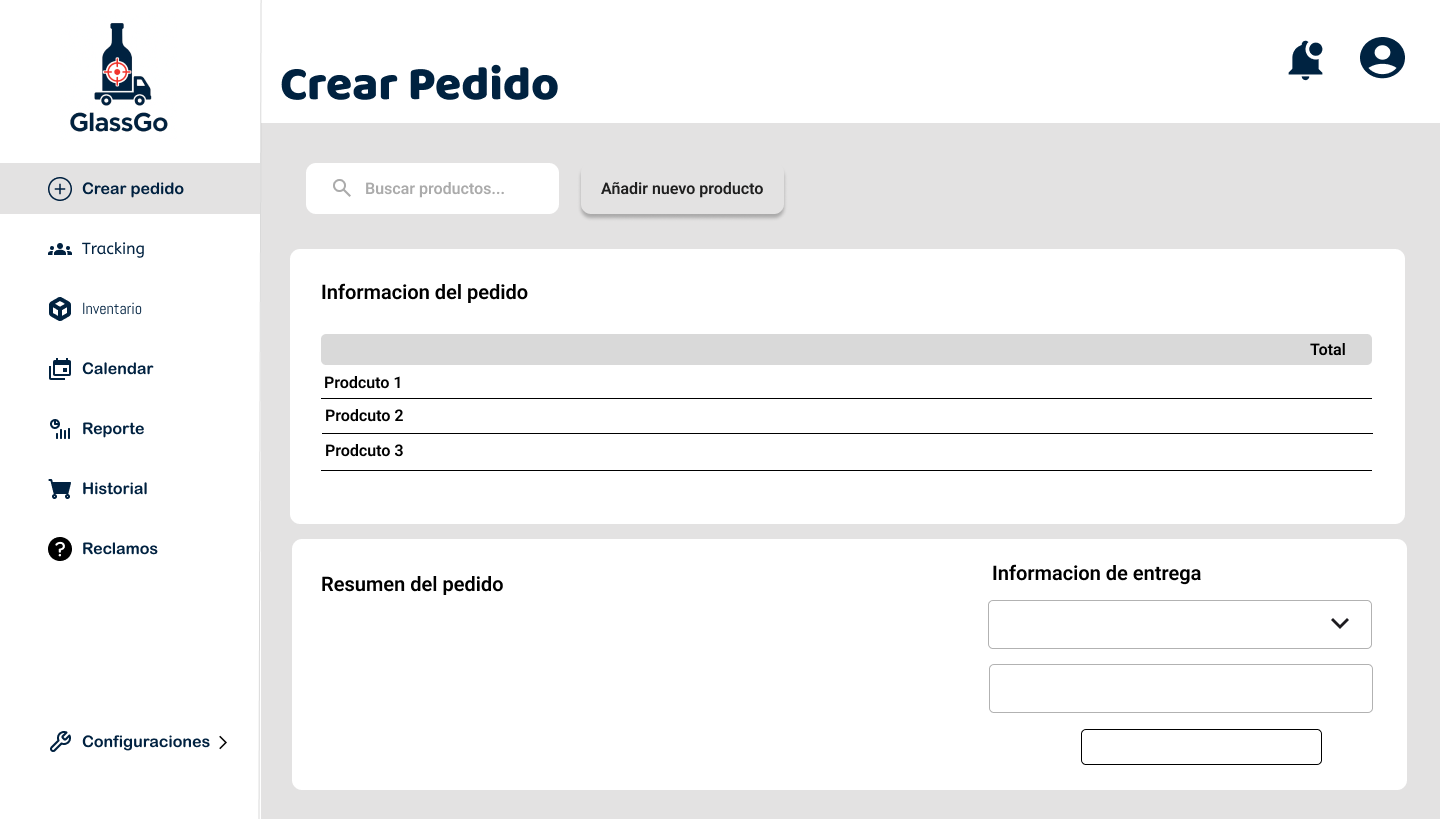 GlassGo
Crear Pedido
Crear pedido
Tracking
Inventario
Calendar
Reporte
Historial
Reclamos
Configuraciones
Buscar productos...
Añadir nuevo producto
Informacion del pedido
Total
Prodcuto 1
Prodcuto 2
Prodcuto 3
Resumen del pedido
Informacion de entrega